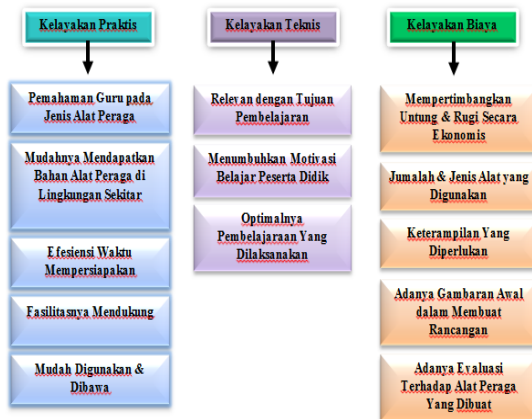 Kelayakan Praktis
Pemahaman Guru pada
Jenis Alat Peraga
Mudahnya Mendapatkan
Bahan Alat Peraga di
Lingkungan Sekitar
Efesiensi Waktu
Mempersiapakan
Fasilitasnya Mendukung
Mudah Digunakan &
Dibawa
Kelayakan Teknis
Relevan dengan Tujuan
Pembelajaran
Menumbuhkan Motivasi
Belajar Peserta Didik
Optimalnya
Pembelajaraan Yang
Dilaksanakan
Kelayakan Biaya
Mempertimbangkan
Untung & Rugi Secara
Ekonomis
Jumalah & Jenis Alat yang
Digunakan
Keterampilan Yang
Diperlukan
Adanya Gambaran Awal
dalam Membuat
Rancangan
Adanya Evaluasi
Terhadap Alat Peraga
Yang Dibuat